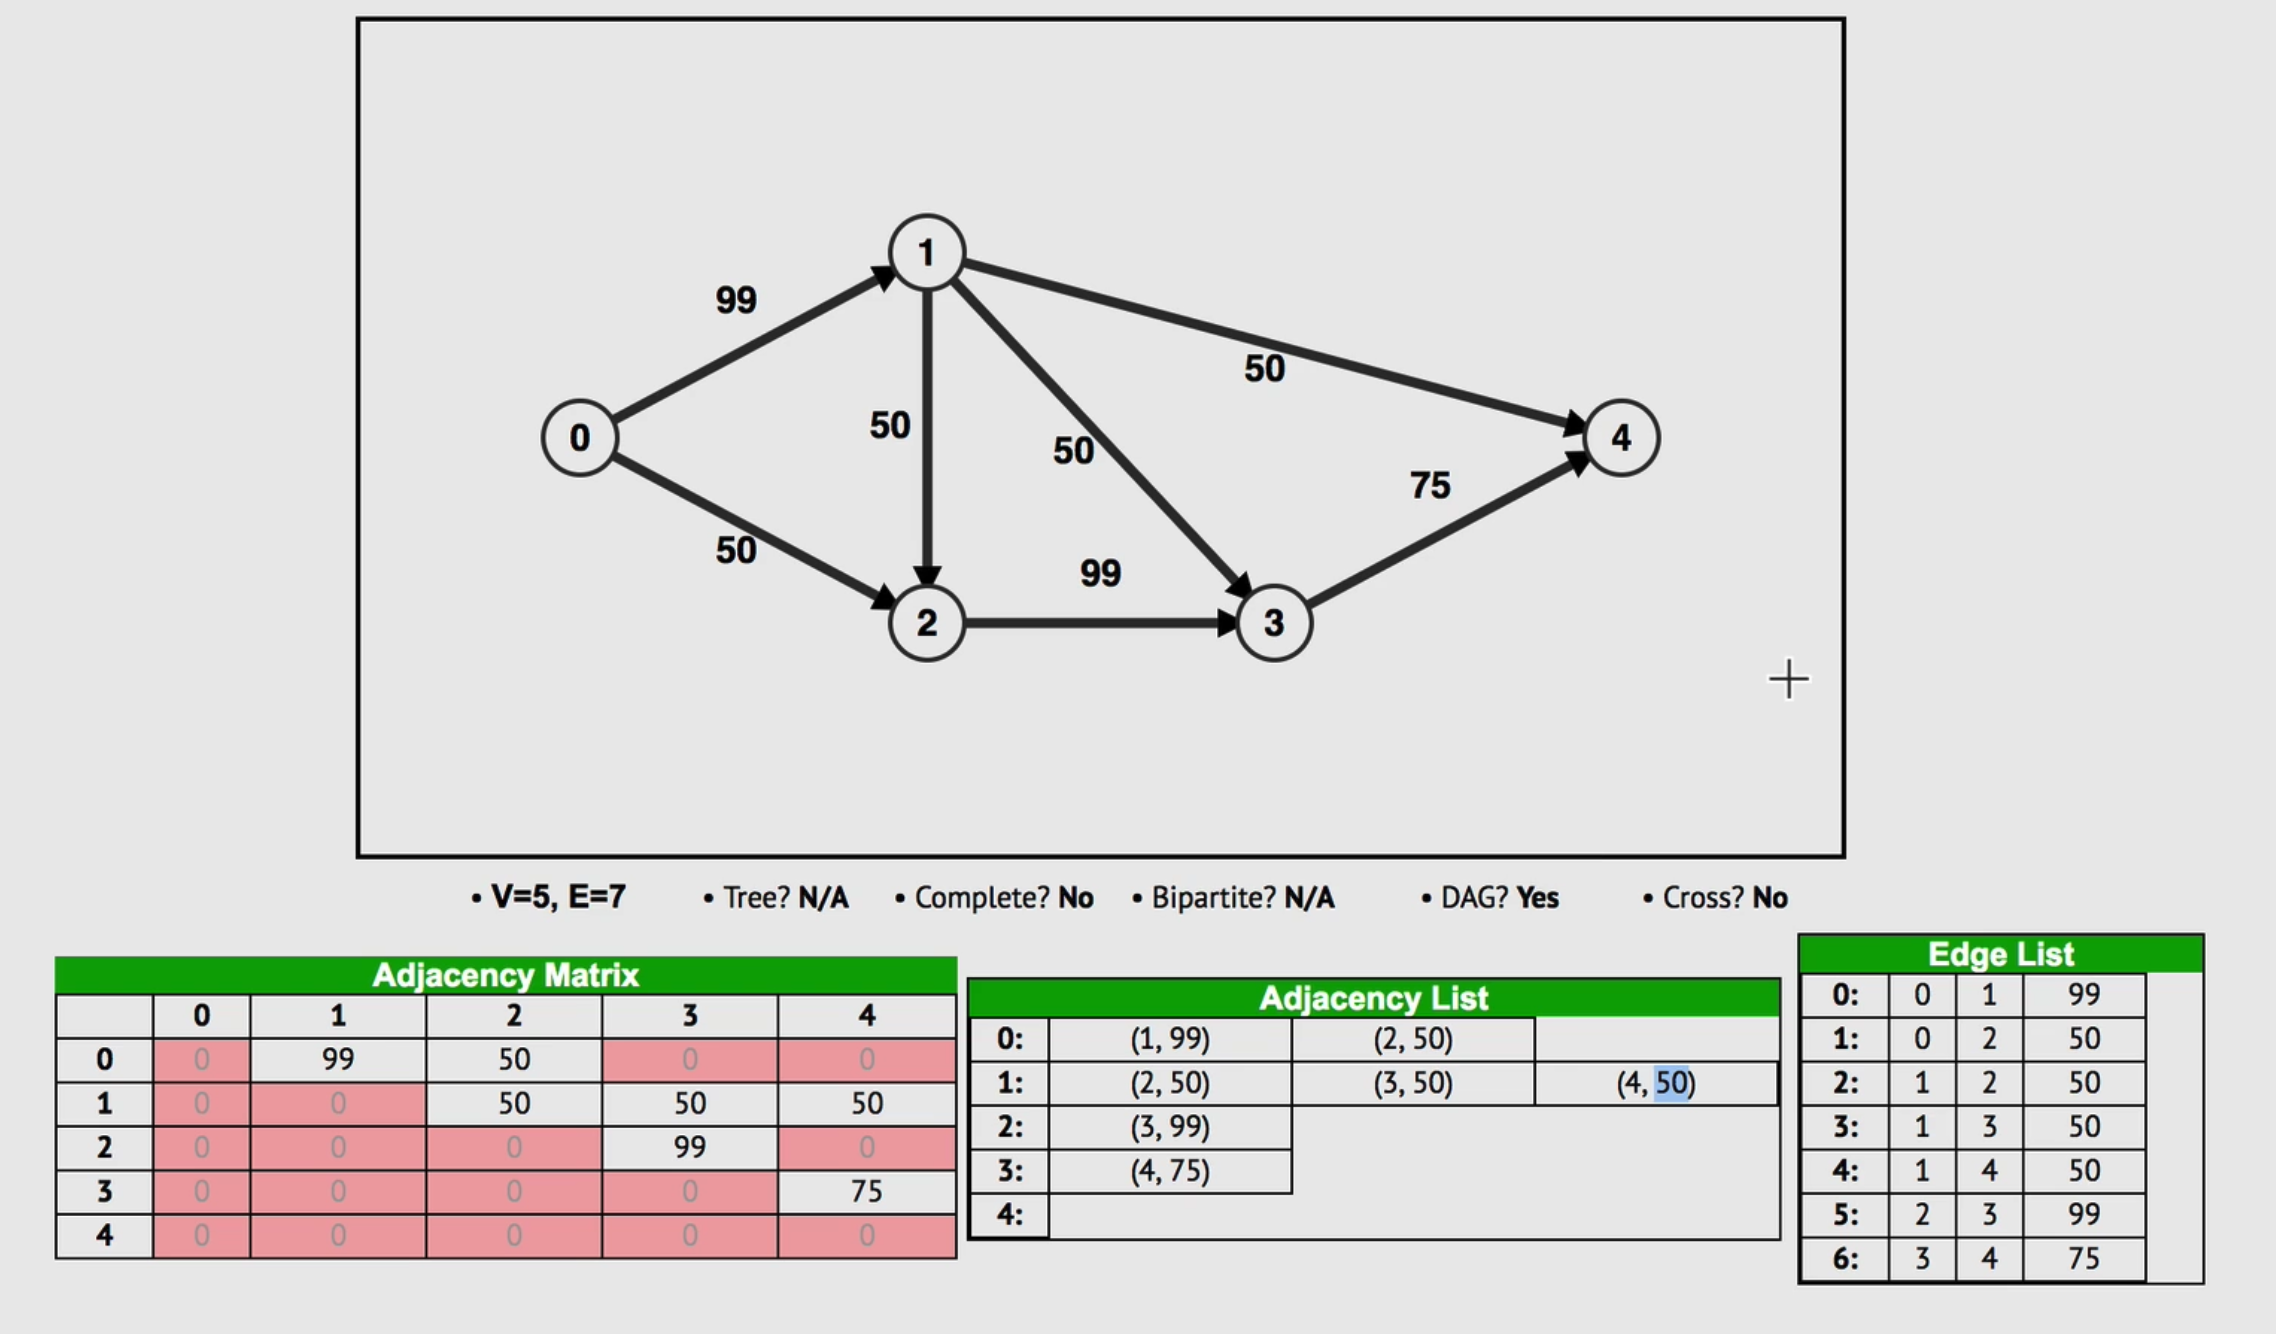 1
99
50
50
50
0
4
75
50
99
2
3
• V=5, E=7 • Tree? N/A • Complete? No • Bipartite? N/A • DAG? Yes • Cross? No
Adjacency Matrix
0 1 2 3 4
0 0 99 50 0 0
1 0 0 50 50 50
2 0 0 0 99 0
3 0 0 0 0 75
4 0 0 0 0 0
Adjacency List
0: (1, 99) (2, 50)
1: (2, 50) (3, 50) (4, 50)
2: (3, 99)
3: (4, 75)
4:
Edge List
0: 0 1 99
1: 0 2 50
2: 1 2 50
3: 1 3 50
4: 1 4 50
5: 2 3 99
6: 3 4 75